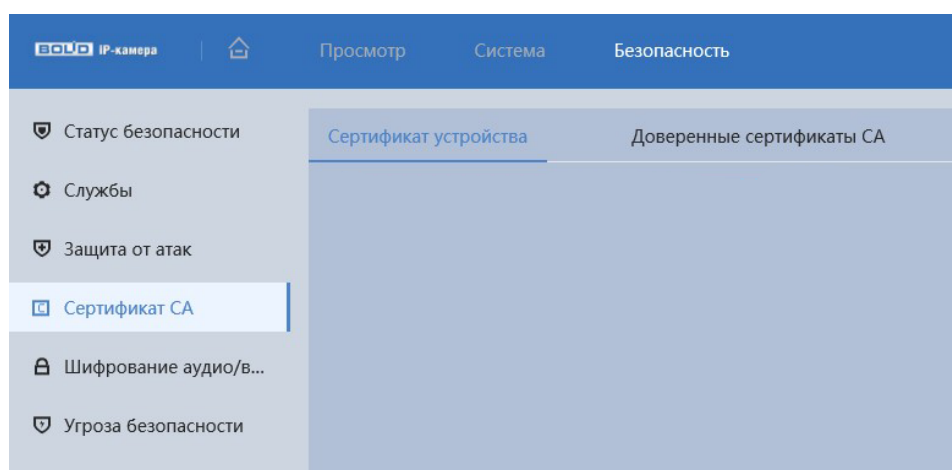 BOLID IP-камера
Просмотр Система Безопасность
Статус безопасности
Сертификат устройства Доверенные сертификаты CA
Службы
Защита от атак
Сертификат CA
Шифрование аудио/в...
Угроза безопасности